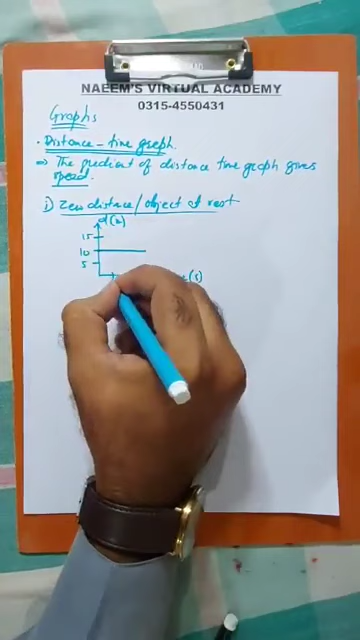 NAEEM'S VIRTUAL ACADEMY
0315-4550431
Graphs
• Distance - time graph.
⇒ The gradient of distance time graph gives
speed
i) Zero distance / object at rest
d(x)
15
10
5
(s)